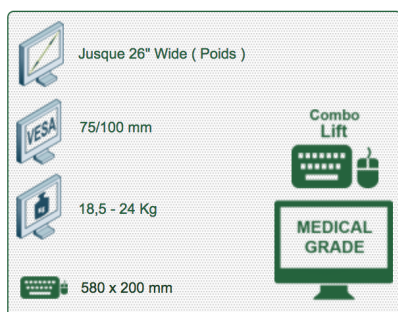 Jusque 26" Wide ( Poids )
VESA
75/100 mm
Combo
Lift
KG
18,5 - 24 Kg
MEDICAL
GRADE
580 x 200 mm